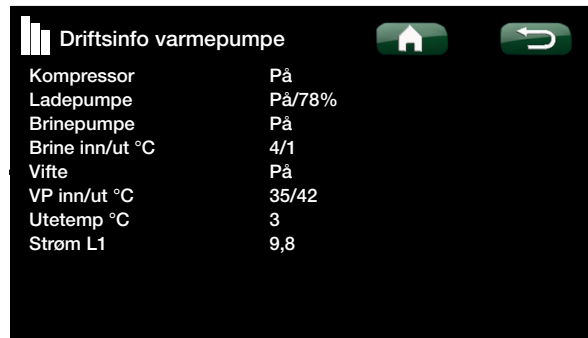 Driftsinfo varmepumpe
Kompressor På
Ladepumpe På/78%
Brinepumpe På
Brine inn/ut °C 4/1
Vifte På
VP inn/ut °C 35/42
Utetemp °C 3
Strøm L1 9,8